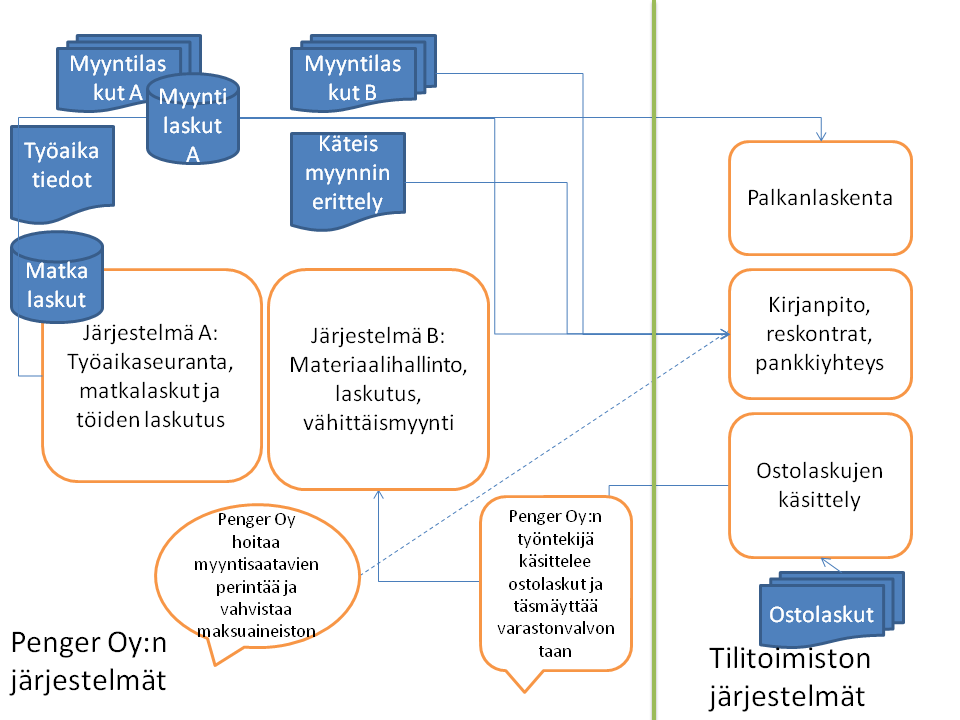 Myyntilas
kut A
Myynti
laskut
A
Myyntilas
kut B
Työaika
tiedot
Käteis
myynnin
erittely
Matka
laskut
Järjestelmä A:
Työaikaseuranta,
matkalaskut ja
töiden laskutus
Järjestelmä B:
Materiaalihallinto,
laskutus,
vähittäismyynti
Palkanlaskenta
Kirjanpito,
reskontrat,
pankkiyhteys
Ostolaskujen
käsittely
Penger Oy
hoitaa
myyntisaatavien
perintää ja
vahvistaa
maksuaineiston
Penger Oy:n
työntekijä
käsittelee
ostolaskut ja
täsmäyttää
varastonvalvon
taan
Ostolaskut
Penger Oy:n
järjestelmät
Tilitoimiston
järjestelmät